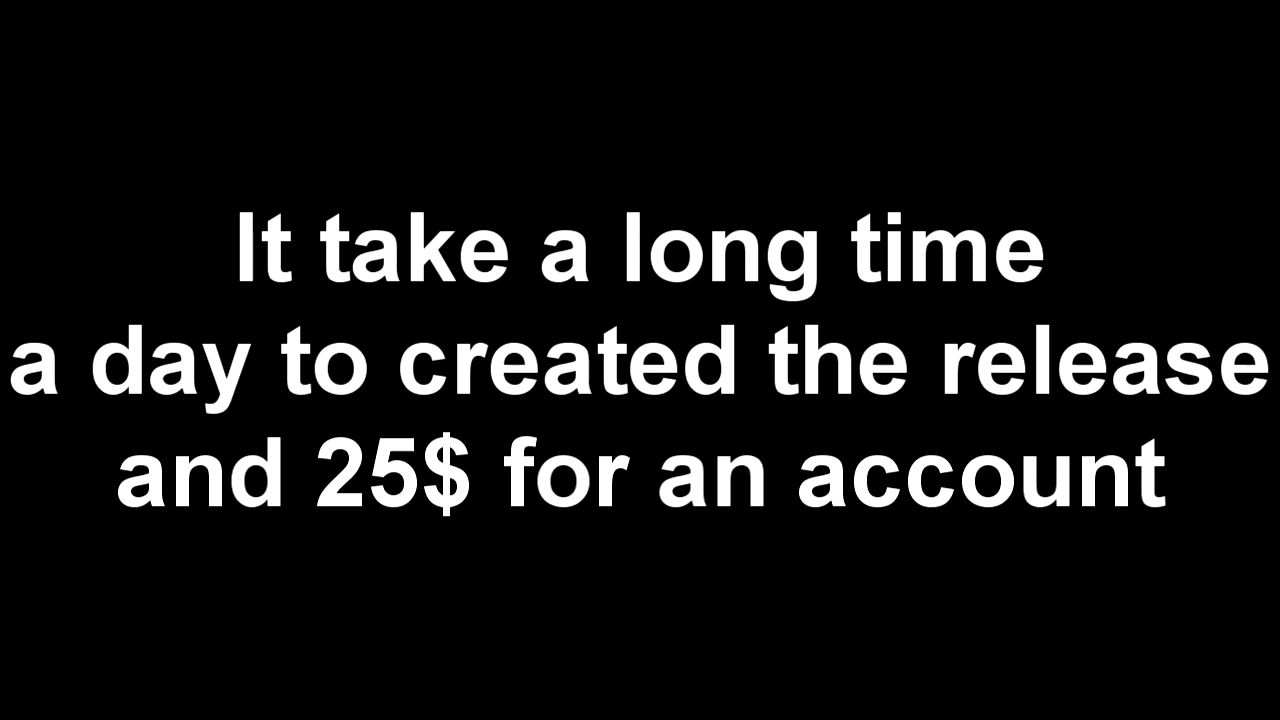 It take a long time
a day to created the release
and 25$ for an account